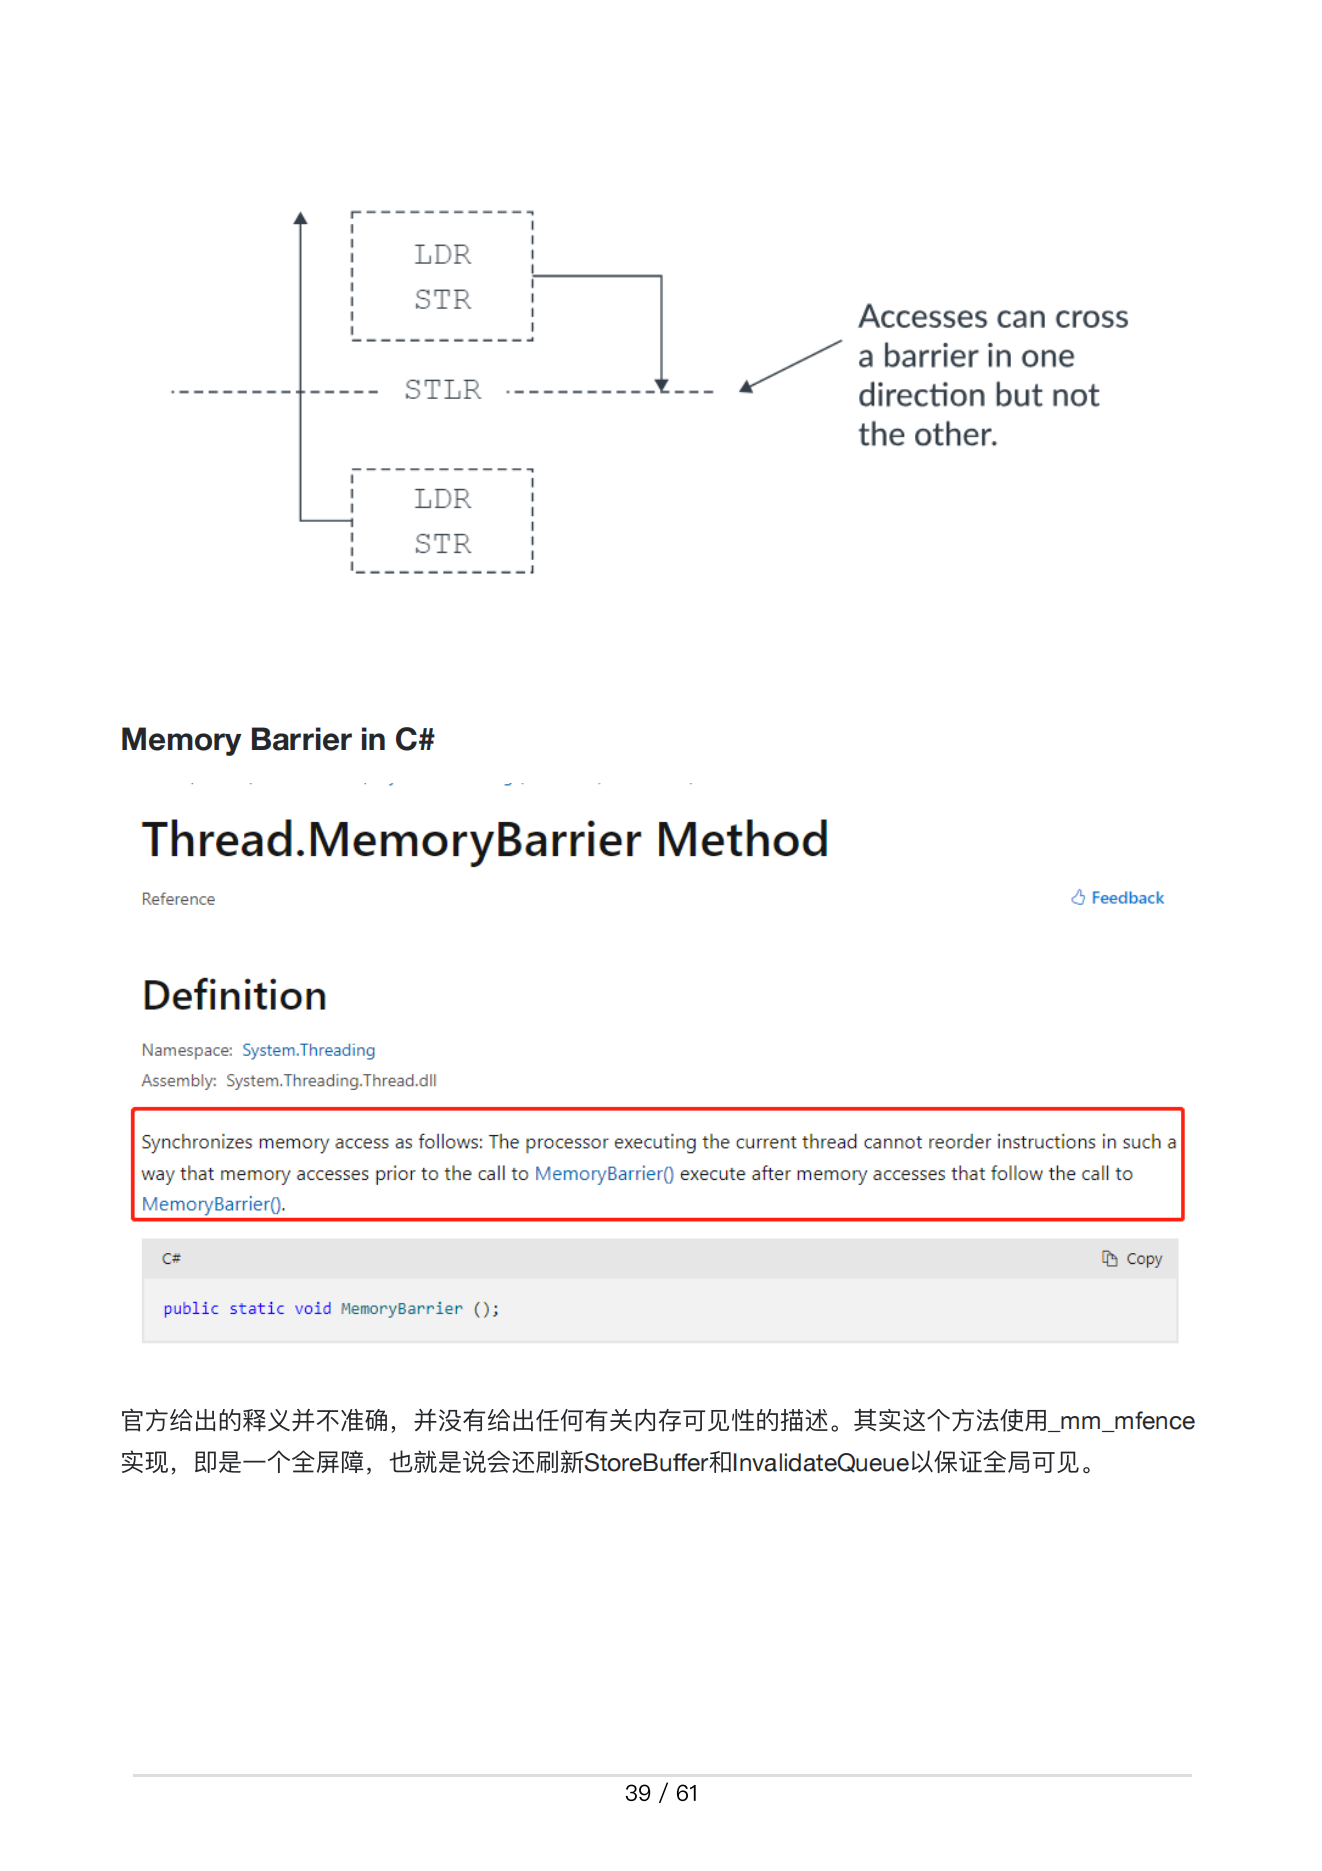 LDR
STR
STLR
LDR
STR
Accesses can cross
a barrier in one
direction but not
the other.
Memory Barrier in C#
Thread.MemoryBarrier Method
Reference
Feedback
Definition
Namespace: System.Threading
Assembly: System.Threading.Thread.dll
Synchronizes memory access as follows: The processor executing the current thread cannot reorder instructions in such a
way that memory accesses prior to the call to MemoryBarrier() execute after memory accesses that follow the call to
MemoryBarrier().
C#
Copy
public static void MemoryBarrier ();
官方给出的释义并不准确，并没有给出任何有关内存可见性的描述。其实这个方法使用_mm_mfence
实现，即是一个全屏障，也就是说会还刷新StoreBuffer和InvalidateQueue以保证全局可见。
39 / 61